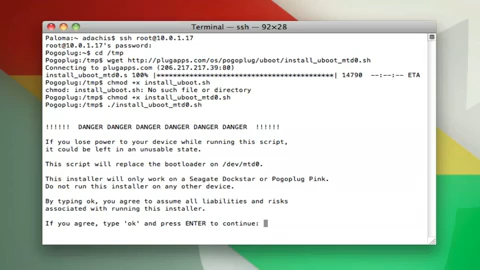 Terminal — ssh — 92×28
Paloma:~ adachis$ ssh root@10.0.1.17
root@10.0.1.17's password:
Pogoplug:~$ cd /tmp
Pogoplug:/tmp$ wget http://plugapps.com/os/pogoplug/uboot/install_uboot_mtd0.sh
Connecting to plugapps.com (206.217.217.39:80)
install_uboot_mtd0.s 100% |*******************************************| 14790 --:--:-- ETA
Pogoplug:/tmp$ chmod +x install_uboot.sh
chmod: install_uboot.sh: No such file or directory
Pogoplug:/tmp$ chmod +x install_uboot_mtd0.sh
Pogoplug:/tmp$ ./install_uboot_mtd0.sh
!!!!!! DANGER DANGER DANGER DANGER DANGER DANGER !!!!!!
If you lose power to your device while running this script,
it could be left in an unusable state.
This script will replace the bootloader on /dev/mtd0.
This installer will only work on a Seagate Dockstar or Pogoplug Pink.
Do not run this installer on any other device.
By typing ok, you agree to assume all liabilities and risks
associated with running this installer.
If you agree, type 'ok' and press ENTER to continue: